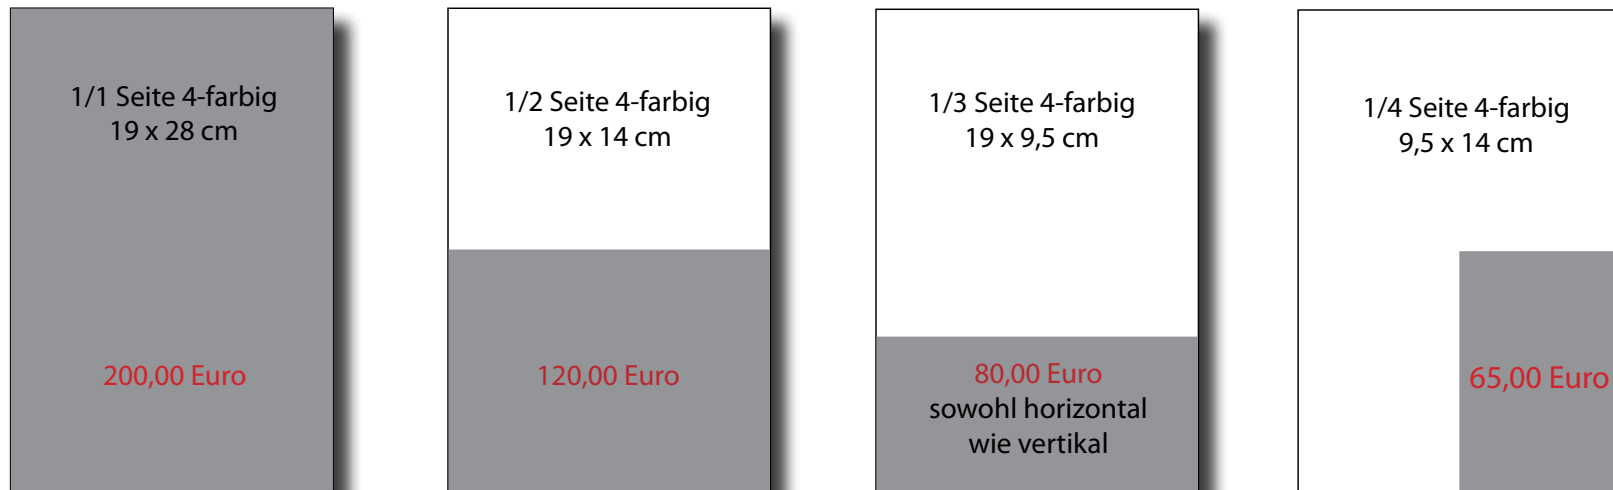 1/1 Seite 4-farbig
19 x 28 cm
200,00 Euro
1/2 Seite 4-farbig
19 x 14 cm
120,00 Euro
1/3 Seite 4-farbig
19 x 9,5 cm
80,00 Euro
sowohl horizontal
wie vertikal
1/4 Seite 4-farbig
9,5 x 14 cm
65,00 Euro